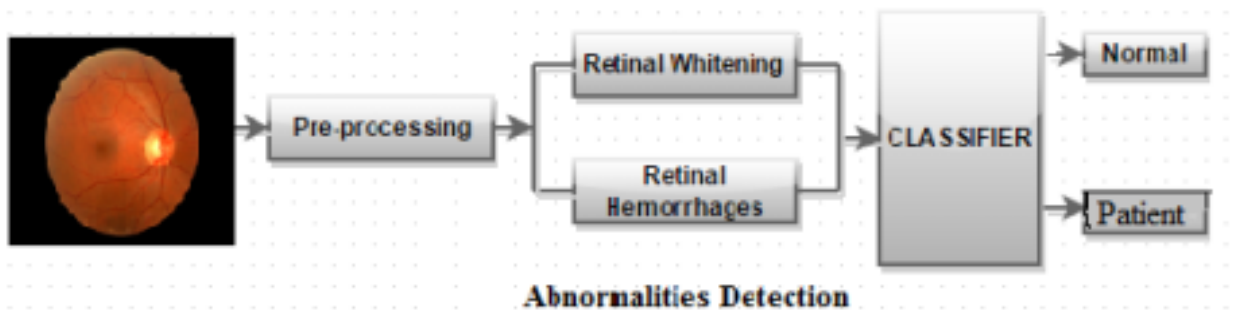 Pre-processing
Retinal Whitening
Retinal
Hemorrhages
CLASSIFIER
Normal
Patient
Abnormalities Detection